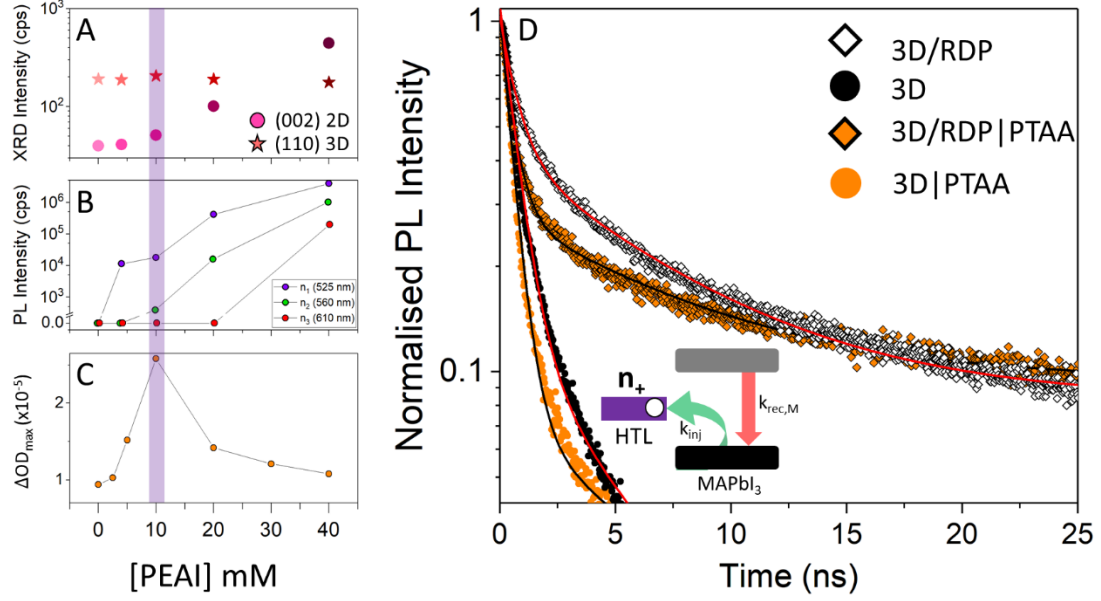 A
XRD Intensity (cps)
10³
10²
(002) 2D
(110) 3D
B
PL Intensity (cps)
10⁶
10⁵
10⁴
10³
0.0
n₁ (525 nm)
n₂ (560 nm)
n₃ (610 nm)
C
ΔOD_max (x10⁻⁵)
2
1
0 10 20 30 40
[PEAI] mM
D
Normalised PL Intensity
1
0.1
3D/RDP
3D
3D/RDP|PTAA
3D|PTAA
n₊
HTL
k_inj
k_rec,M
MAPbI₃
0 5 10 15 20 25
Time (ns)